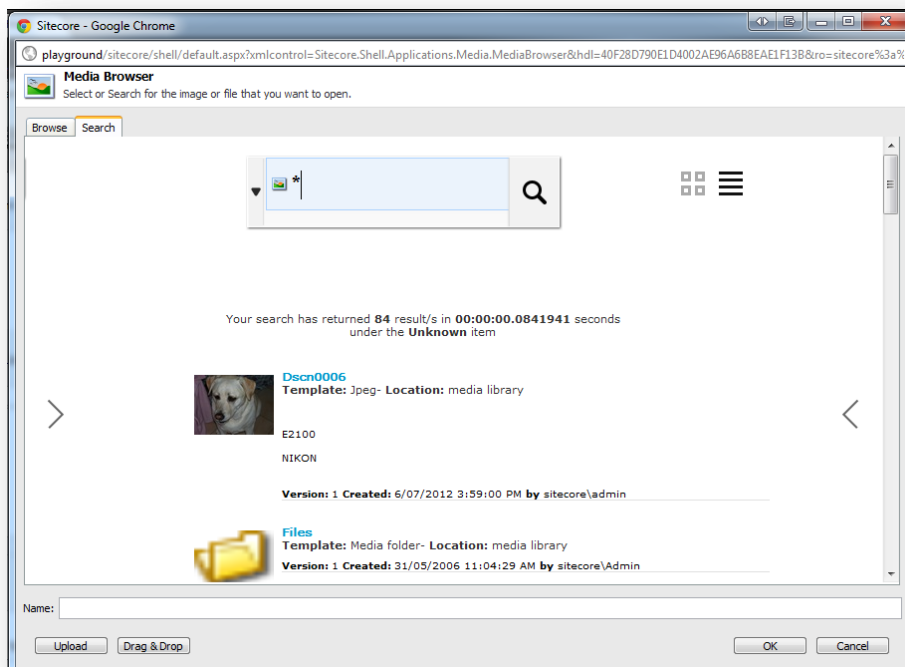 Sitecore - Google Chrome
playground/sitecore/shell/default.aspx?xmlcontrol=Sitecore.Shell.Applications.Media.MediaBrowser&hdl=40F28D790E1D4002AE96A6B8EAE1F13B&ro=sitecore%3a%
Media Browser
Select or Search for the image or file that you want to open.
Browse Search
*
Your search has returned 84 result/s in 00:00:00.0841941 seconds
under the Unknown item
Dscn0006
Template: Jpeg- Location: media library
E2100
NIKON
Version: 1 Created: 6/07/2012 3:59:00 PM by sitecore\admin
Files
Template: Media folder- Location: media library
Version: 1 Created: 31/05/2006 11:04:29 AM by sitecore\Admin
Name:
Upload Drag & Drop OK Cancel